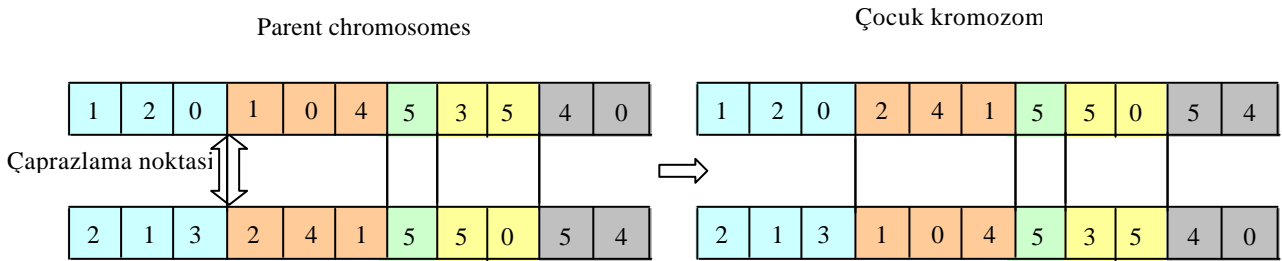 Parent chromosomes
Çocuk kromozom
1 2 0 1 0 4 5 3 5 4 0
1 2 0 2 4 1 5 5 0 5 4
Çaprazlama noktasi
2 1 3 2 4 1 5 5 0 5 4
2 1 3 1 0 4 5 3 5 4 0